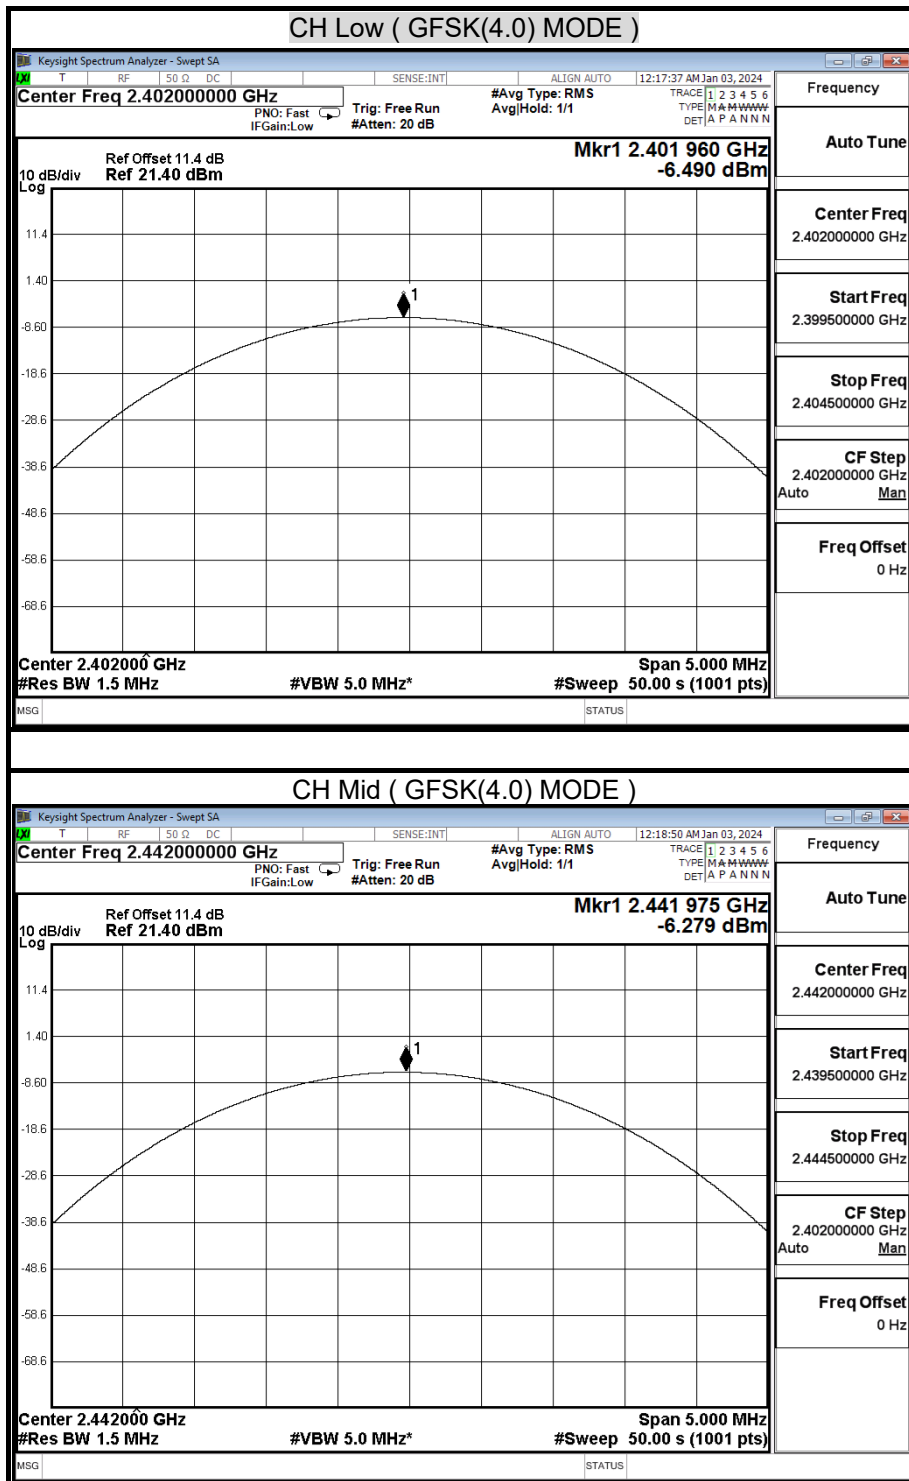 CH Low ( GFSK(4.0) MODE )
Keysight Spectrum Analyzer - Swept SA
LXI T RF 50 Ω DC SENSE:INT ALIGN AUTO 12:17:37 AM Jan 03, 2024
Center Freq 2.402000000 GHz
PNO: Fast
IFGain:Low
Trig: Free Run
#Atten: 20 dB
#Avg Type: RMS
Avg|Hold: 1/1
TRACE 1 2 3 4 5 6
TYPE M A M W W W W
DET A P A N N N
Frequency
Auto Tune
Center Freq
2.402000000 GHz
Start Freq
2.399500000 GHz
Stop Freq
2.404500000 GHz
CF Step
2.402000000 GHz
Auto Man
Freq Offset
0 Hz
Mkr1 2.401 960 GHz
-6.490 dBm
Ref Offset 11.4 dB
10 dB/div Ref 21.40 dBm
Log
1
11.4
1.40
-8.60
-18.6
-28.6
-38.6
-48.6
-58.6
-68.6
Center 2.402000 GHz Span 5.000 MHz
#Res BW 1.5 MHz #VBW 5.0 MHz* #Sweep 50.00 s (1001 pts)
MSG STATUS
CH Mid ( GFSK(4.0) MODE )
Keysight Spectrum Analyzer - Swept SA
LXI T RF 50 Ω DC SENSE:INT ALIGN AUTO 12:18:50 AM Jan 03, 2024
Center Freq 2.442000000 GHz
PNO: Fast
IFGain:Low
Trig: Free Run
#Atten: 20 dB
#Avg Type: RMS
Avg|Hold: 1/1
TRACE 1 2 3 4 5 6
TYPE M A M W W W W
DET A P A N N N
Frequency
Auto Tune
Center Freq
2.442000000 GHz
Start Freq
2.439500000 GHz
Stop Freq
2.444500000 GHz
CF Step
2.402000000 GHz
Auto Man
Freq Offset
0 Hz
Mkr1 2.441 975 GHz
-6.279 dBm
Ref Offset 11.4 dB
10 dB/div Ref 21.40 dBm
Log
1
11.4
1.40
-8.60
-18.6
-28.6
-38.6
-48.6
-58.6
-68.6
Center 2.442000 GHz Span 5.000 MHz
#Res BW 1.5 MHz #VBW 5.0 MHz* #Sweep 50.00 s (1001 pts)
MSG STATUS